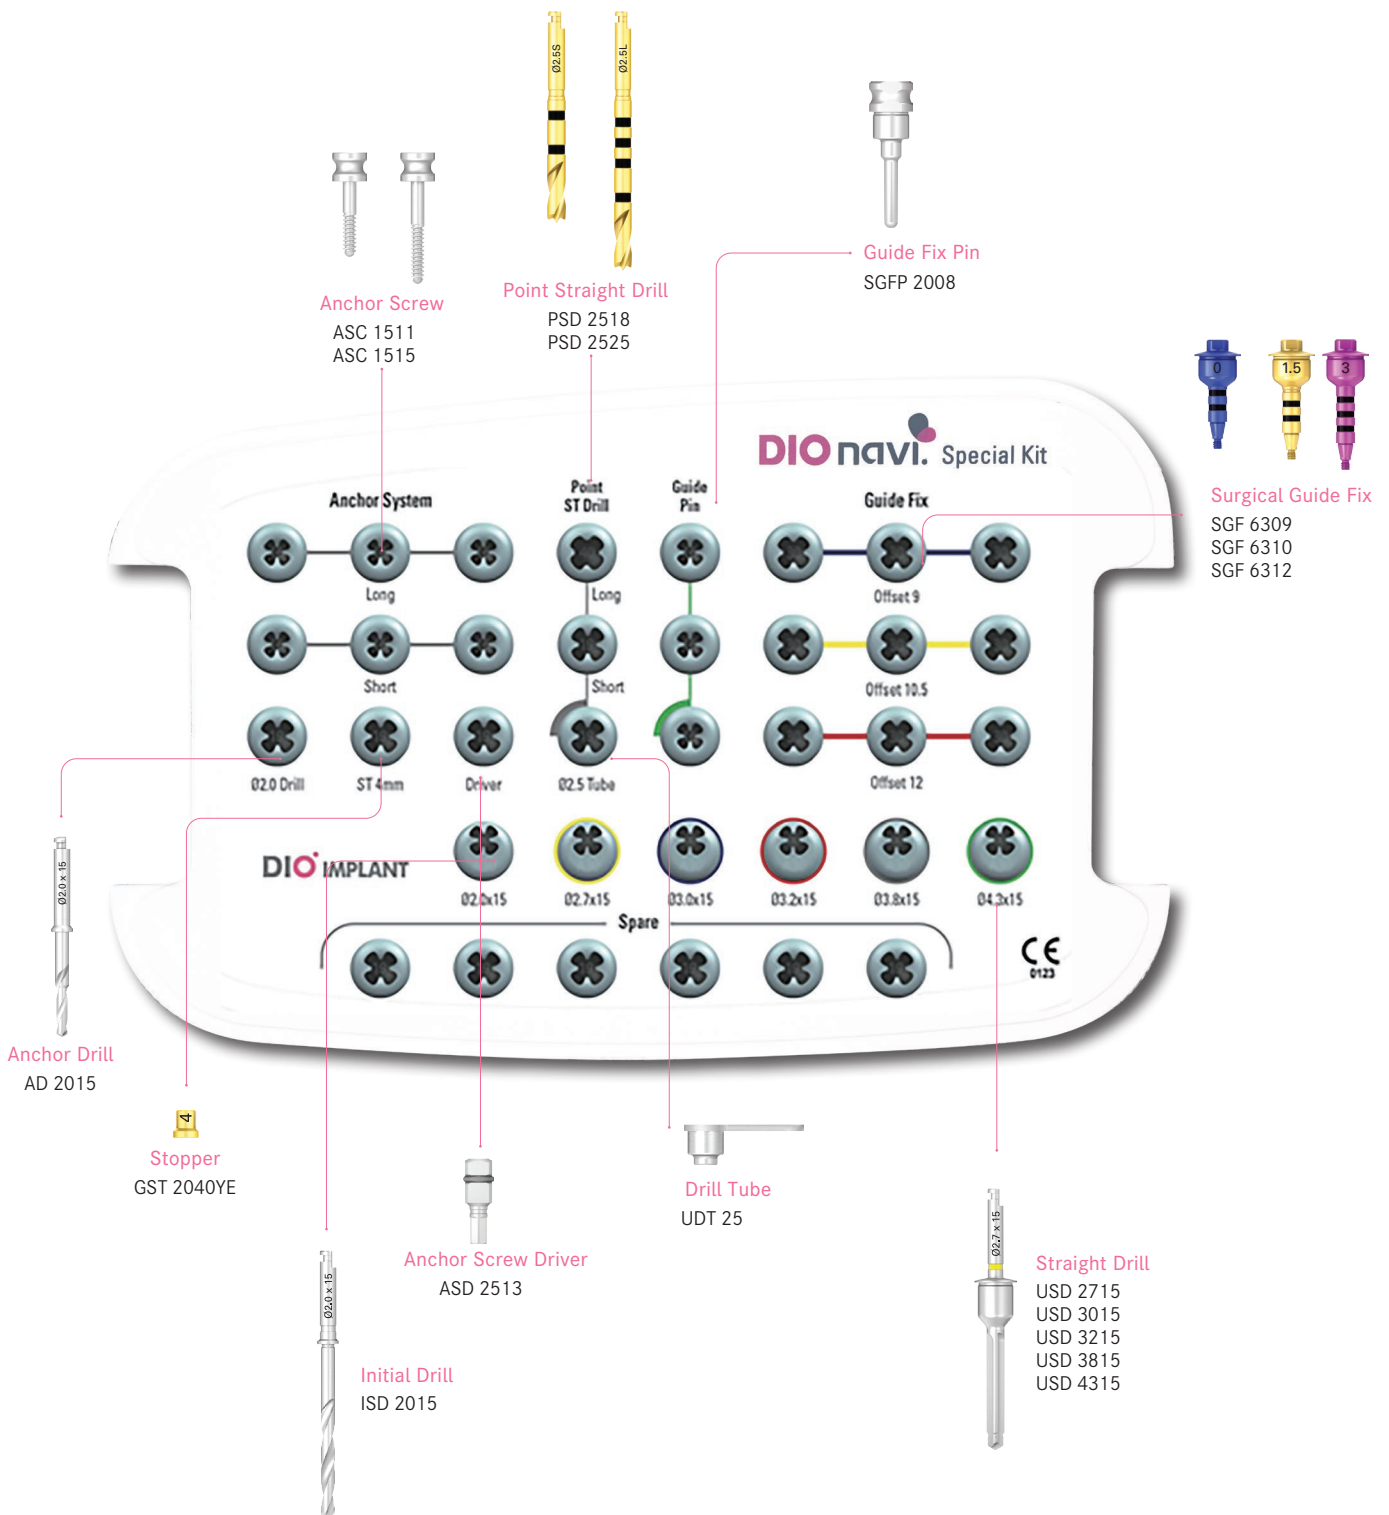 Ø2.5S
Ø2.5L
Guide Fix Pin
SGFP 2008
Anchor Screw
ASC 1511
ASC 1515
Point Straight Drill
PSD 2518
PSD 2525
0
1.5
3
Surgical Guide Fix
SGF 6309
SGF 6310
SGF 6312
DIO navi. Special Kit
Anchor System
Point
ST Drill
Guide
Pin
Guide Fix
Long
Long
Offset 9
Short
Short
Offset 10.5
Ø2.0 Drill
ST 4mm
Driver
Ø2.5 Tube
Offset 12
DIO IMPLANT
Ø2.0x15
Ø2.7x15
Ø3.0x15
Ø3.2x15
Ø3.8x15
Ø4.3x15
Spare
CE
0123
Ø2.0 x 15
Anchor Drill
AD 2015
4
Stopper
GST 2040YE
Drill Tube
UDT 25
Anchor Screw Driver
ASD 2513
Ø2.0 x 15
Initial Drill
ISD 2015
Ø2.7 x 15
Straight Drill
USD 2715
USD 3015
USD 3215
USD 3815
USD 4315